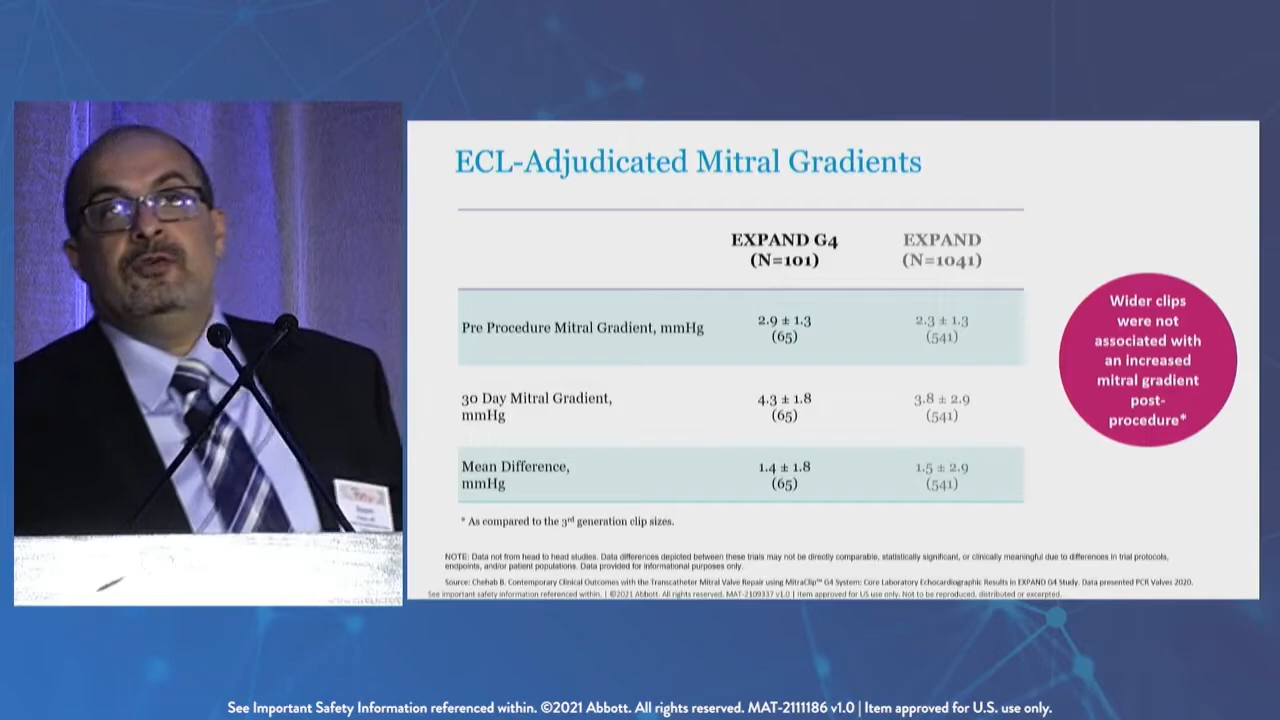 ECL-Adjudicated Mitral Gradients
EXPAND G4
(N=101)
EXPAND
(N=1041)
Pre Procedure Mitral Gradient, mmHg
2.9 ± 1.3
(65)
2.3 ± 1.3
(541)
30 Day Mitral Gradient,
mmHg
4.3 ± 1.8
(65)
3.8 ± 2.9
(541)
Mean Difference,
mmHg
1.4 ± 1.8
(65)
1.5 ± 2.9
(541)
Wider clips
were not
associated with
an increased
mitral gradient
post-
procedure*
* As compared to the 3rd generation clip sizes.
NOTE: Data not from head to head studies. Data differences depicted between these trials may not be directly comparable, statistically significant, or clinically meaningful due to differences in trial protocols,
endpoints, and/or patient populations. Data provided for informational purposes only.
Source: Chehab B. Contemporary Clinical Outcomes with the Transcatheter Mitral Valve Repair using MitraClip™ G4 System: Core Laboratory Echocardiographic Results in EXPAND G4 Study. Data presented PCR Valves 2020.
See important safety information referenced within. | ©2021 Abbott. All rights reserved. MAT-2109337 v1.0 | Item approved for US use only. Not to be reproduced, distributed or excerpted.
See Important Safety Information referenced within. ©2021 Abbott. All rights reserved. MAT-2111186 v1.0 | Item approved for U.S. use only.